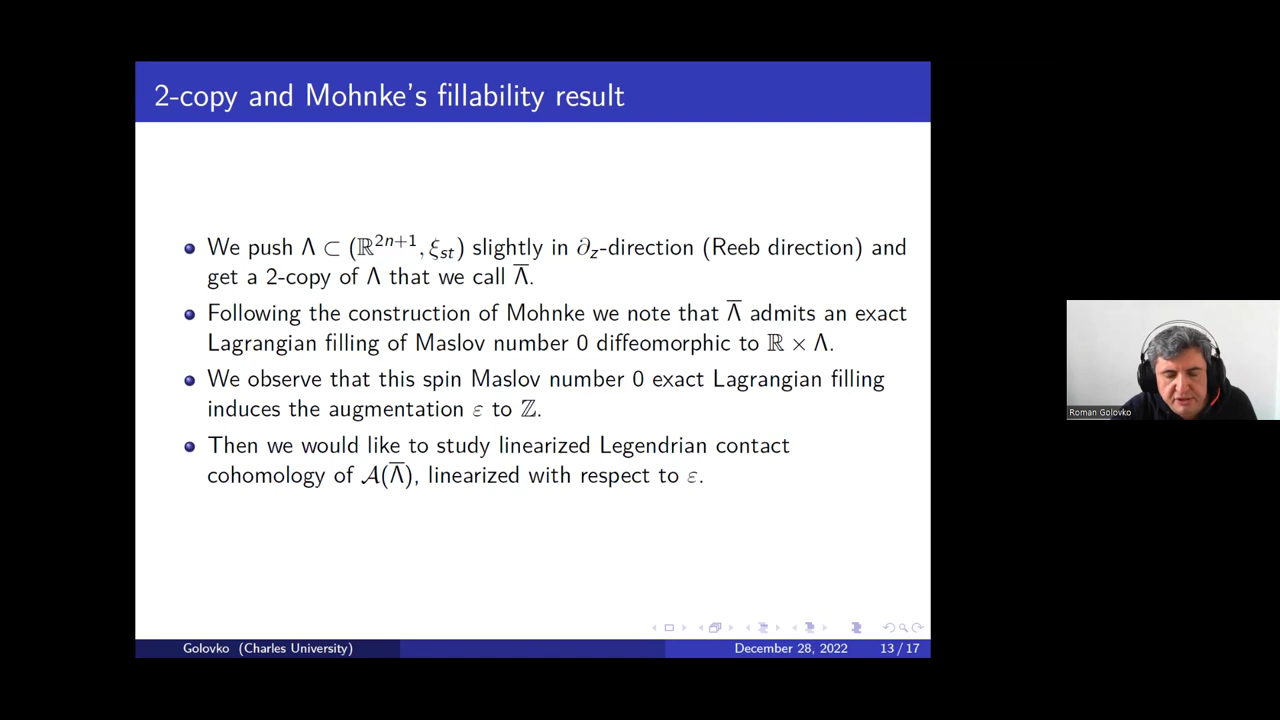 2-copy and Mohnke's fillability result
We push Λ ⊂ (ℝ²ⁿ⁺¹, ξ_st) slightly in ∂_z-direction (Reeb direction) and
get a 2-copy of Λ that we call Λ̅.
Following the construction of Mohnke we note that Λ̅ admits an exact
Lagrangian filling of Maslov number 0 diffeomorphic to ℝ × Λ.
We observe that this spin Maslov number 0 exact Lagrangian filling
induces the augmentation ε to ℤ.
Then we would like to study linearized Legendrian contact
cohomology of 𝒜(Λ̅), linearized with respect to ε.
Golovko (Charles University)
December 28, 2022
13 / 17
Roman Golovko